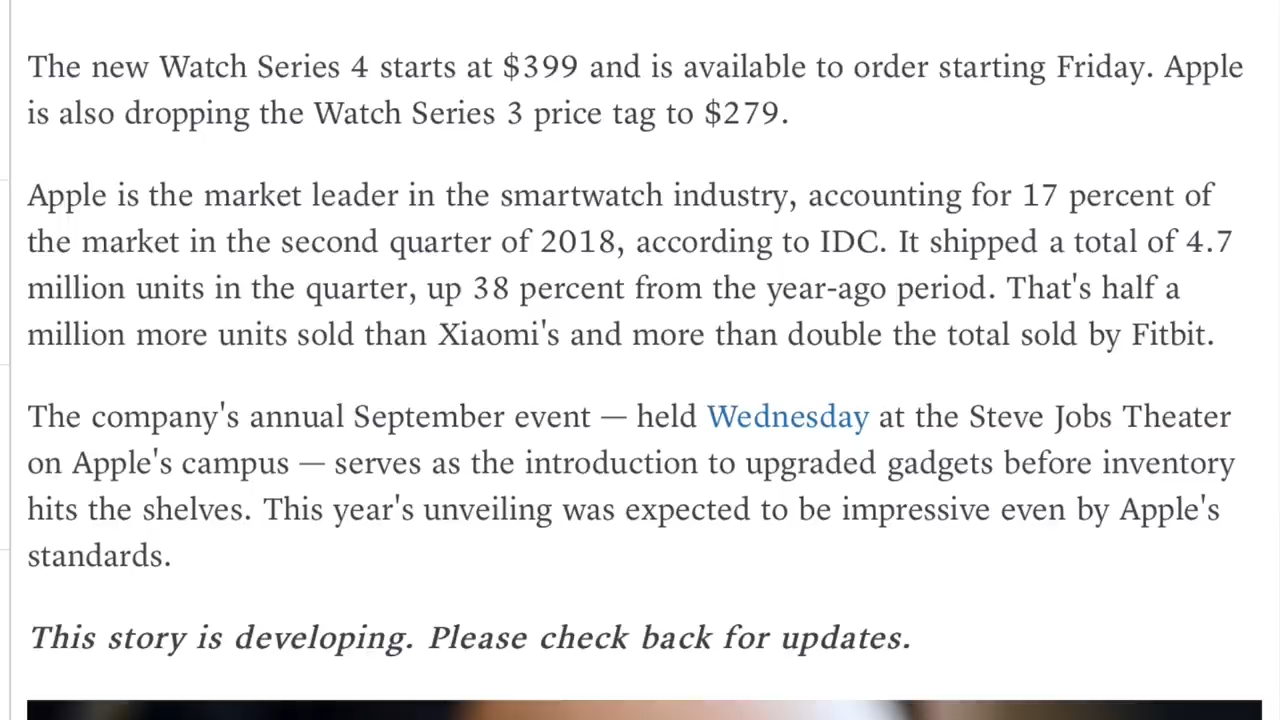 The new Watch Series 4 starts at $399 and is available to order starting Friday. Apple
is also dropping the Watch Series 3 price tag to $279.
Apple is the market leader in the smartwatch industry, accounting for 17 percent of
the market in the second quarter of 2018, according to IDC. It shipped a total of 4.7
million units in the quarter, up 38 percent from the year-ago period. That's half a
million more units sold than Xiaomi's and more than double the total sold by Fitbit.
The company's annual September event — held Wednesday at the Steve Jobs Theater
on Apple's campus — serves as the introduction to upgraded gadgets before inventory
hits the shelves. This year's unveiling was expected to be impressive even by Apple's
standards.
This story is developing. Please check back for updates.